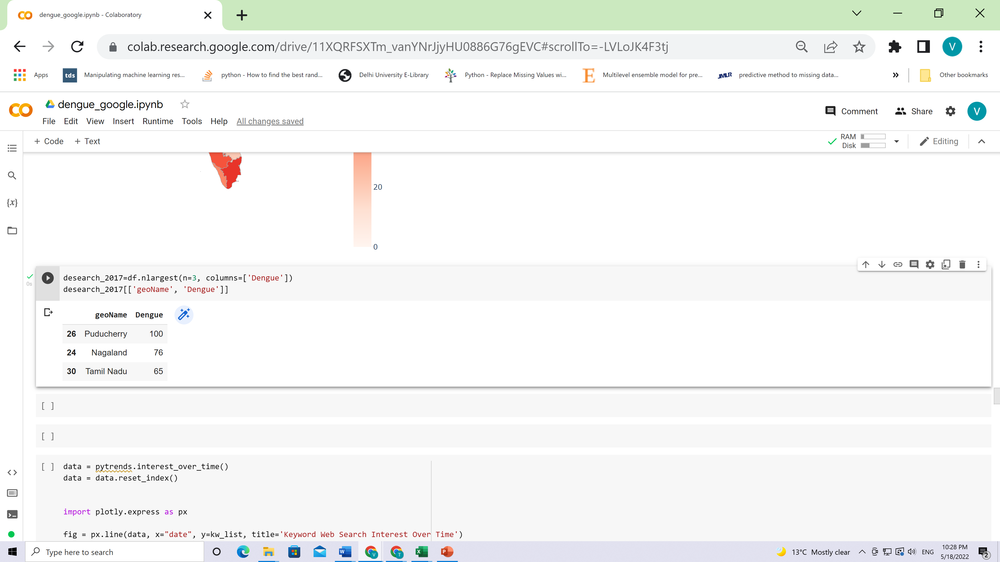 dengue_google.ipynb - Colaboratory
colab.research.google.com/drive/11XQRFSXTm_vanYNrJjyHU0886G76gEVC#scrollTo=-LVLoJK4F3tj
V
Apps
tds
Manipulating machine learning res...
python - How to find the best rand...
Delhi University E-Library
Python - Replace Missing Values wi...
E
Multilevel ensemble model for pre...
JMLR
predictive method to missing data...
»
Other bookmarks
dengue_google.ipynb
File Edit View Insert Runtime Tools Help All changes saved
Comment
Share
V
+ Code + Text
RAM
Disk
Editing
{x}
20
0
0s
desearch_2017=df.nlargest(n=3, columns=['Dengue'])
desearch_2017[['geoName', 'Dengue']]
geoName Dengue
26 Puducherry 100
24 Nagaland 76
30 Tamil Nadu 65
[ ]
[ ]
[ ] data = pytrends.interest_over_time()
data = data.reset_index()
import plotly.express as px
fig = px.line(data, x="date", y=kw_list, title='Keyword Web Search Interest Over Time')
Type here to search
W
V
T
X
P
13°C Mostly clear
ENG
10:28 PM
5/18/2022
2